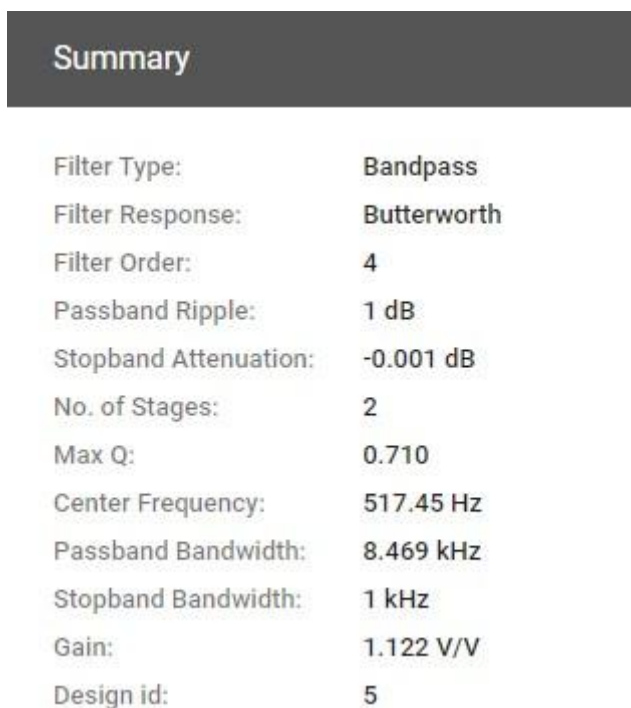 Summary
Filter Type: Bandpass
Filter Response: Butterworth
Filter Order: 4
Passband Ripple: 1 dB
Stopband Attenuation: -0.001 dB
No. of Stages: 2
Max Q: 0.710
Center Frequency: 517.45 Hz
Passband Bandwidth: 8.469 kHz
Stopband Bandwidth: 1 kHz
Gain: 1.122 V/V
Design id: 5